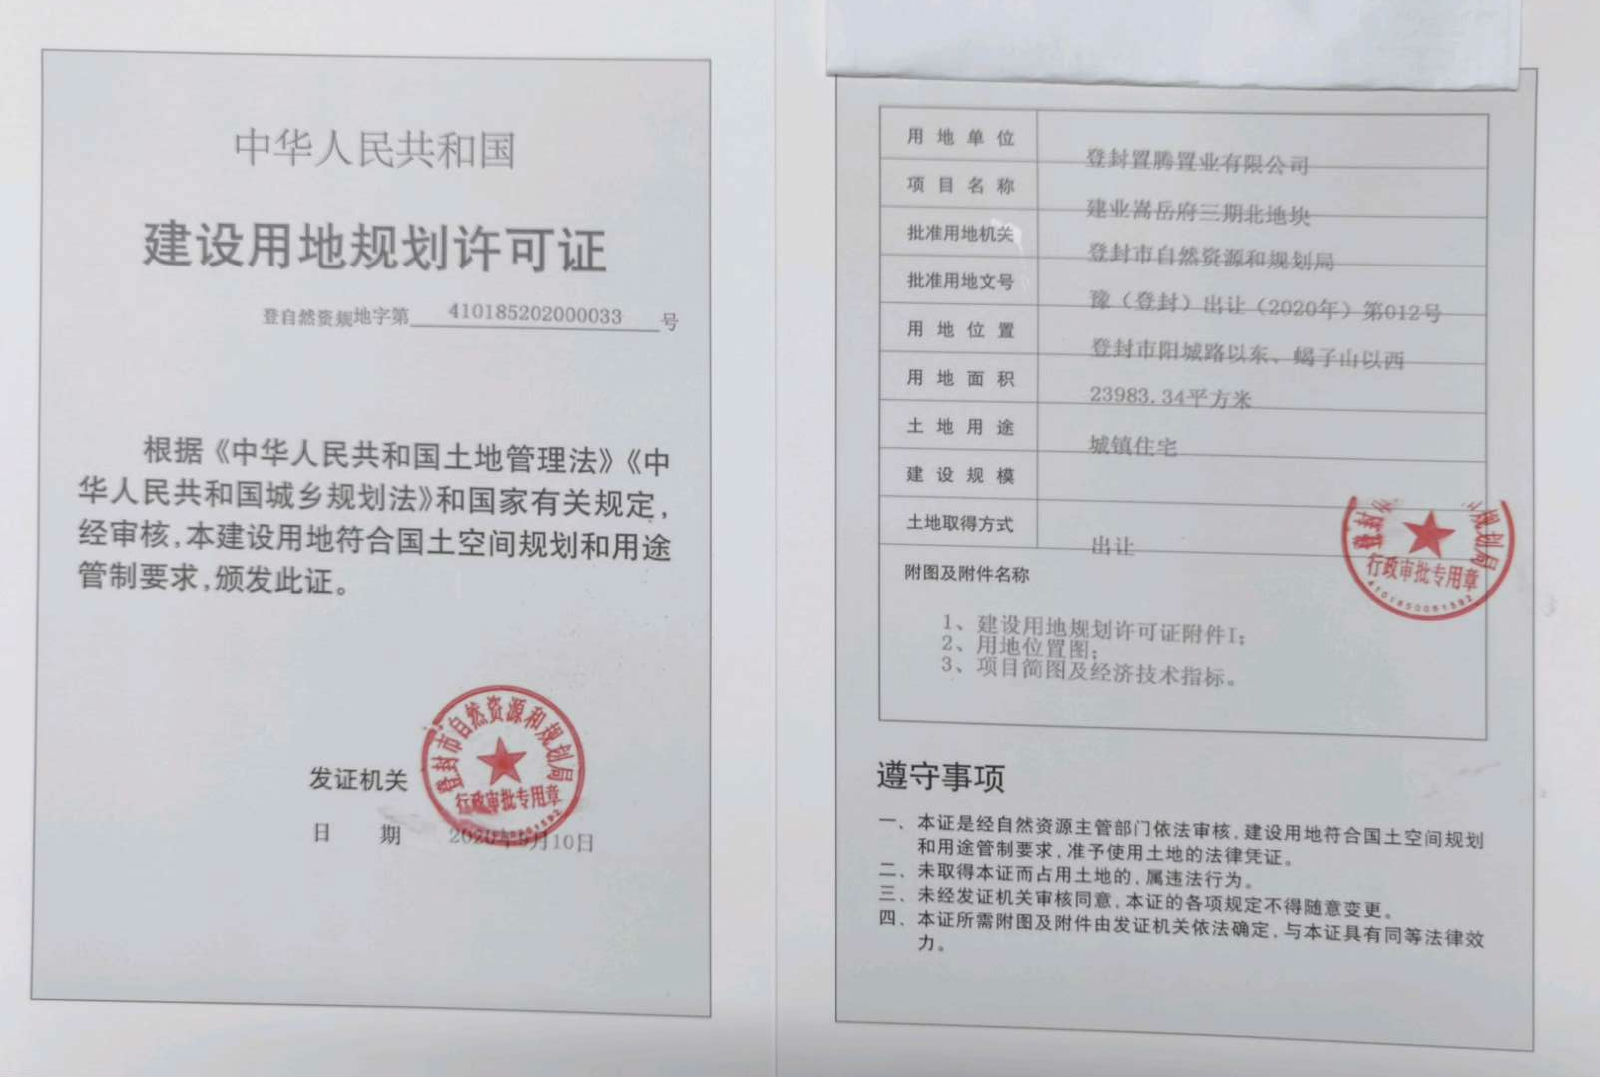 中华人民共和国
建设用地规划许可证
登自然资规地字第 410185202000033 号
根据《中华人民共和国土地管理法》《中
华人民共和国城乡规划法》和国家有关规定,
经审核,本建设用地符合国土空间规划和用途
管制要求,颁发此证。
发证机关
登封市自然资源和规划局
行政审批专用章
日 期 2020年9月10日
用地单位 登封置腾置业有限公司
项目名称 建业嵩岳府三期北地块
批准用地机关 登封市自然资源和规划局
批准用地文号 豫（登封）出让（2020年）第012号
用地位置 登封市阳城路以东、蝎子山以西
用地面积 23983.34平方米
土地用途 城镇住宅
建设规模
土地取得方式 出让
登封 规划局
行政审批专用章
附图及附件名称
1、建设用地规划许可证附件I;
2、用地位置图;
3、项目简图及经济技术指标。
遵守事项
一、本证是经自然资源主管部门依法审核,建设用地符合国土空间规划
和用途管制要求,准予使用土地的法律凭证。
二、未取得本证而占用土地的,属违法行为。
三、未经发证机关审核同意,本证的各项规定不得随意变更。
四、本证所需附图及附件由发证机关依法确定,与本证具有同等法律效
力。